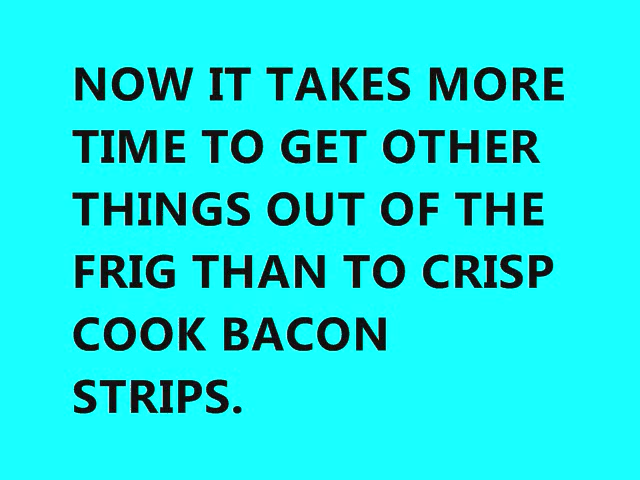 NOW IT TAKES MORE
TIME TO GET OTHER
THINGS OUT OF THE
FRIG THAN TO CRISP
COOK BACON
STRIPS.